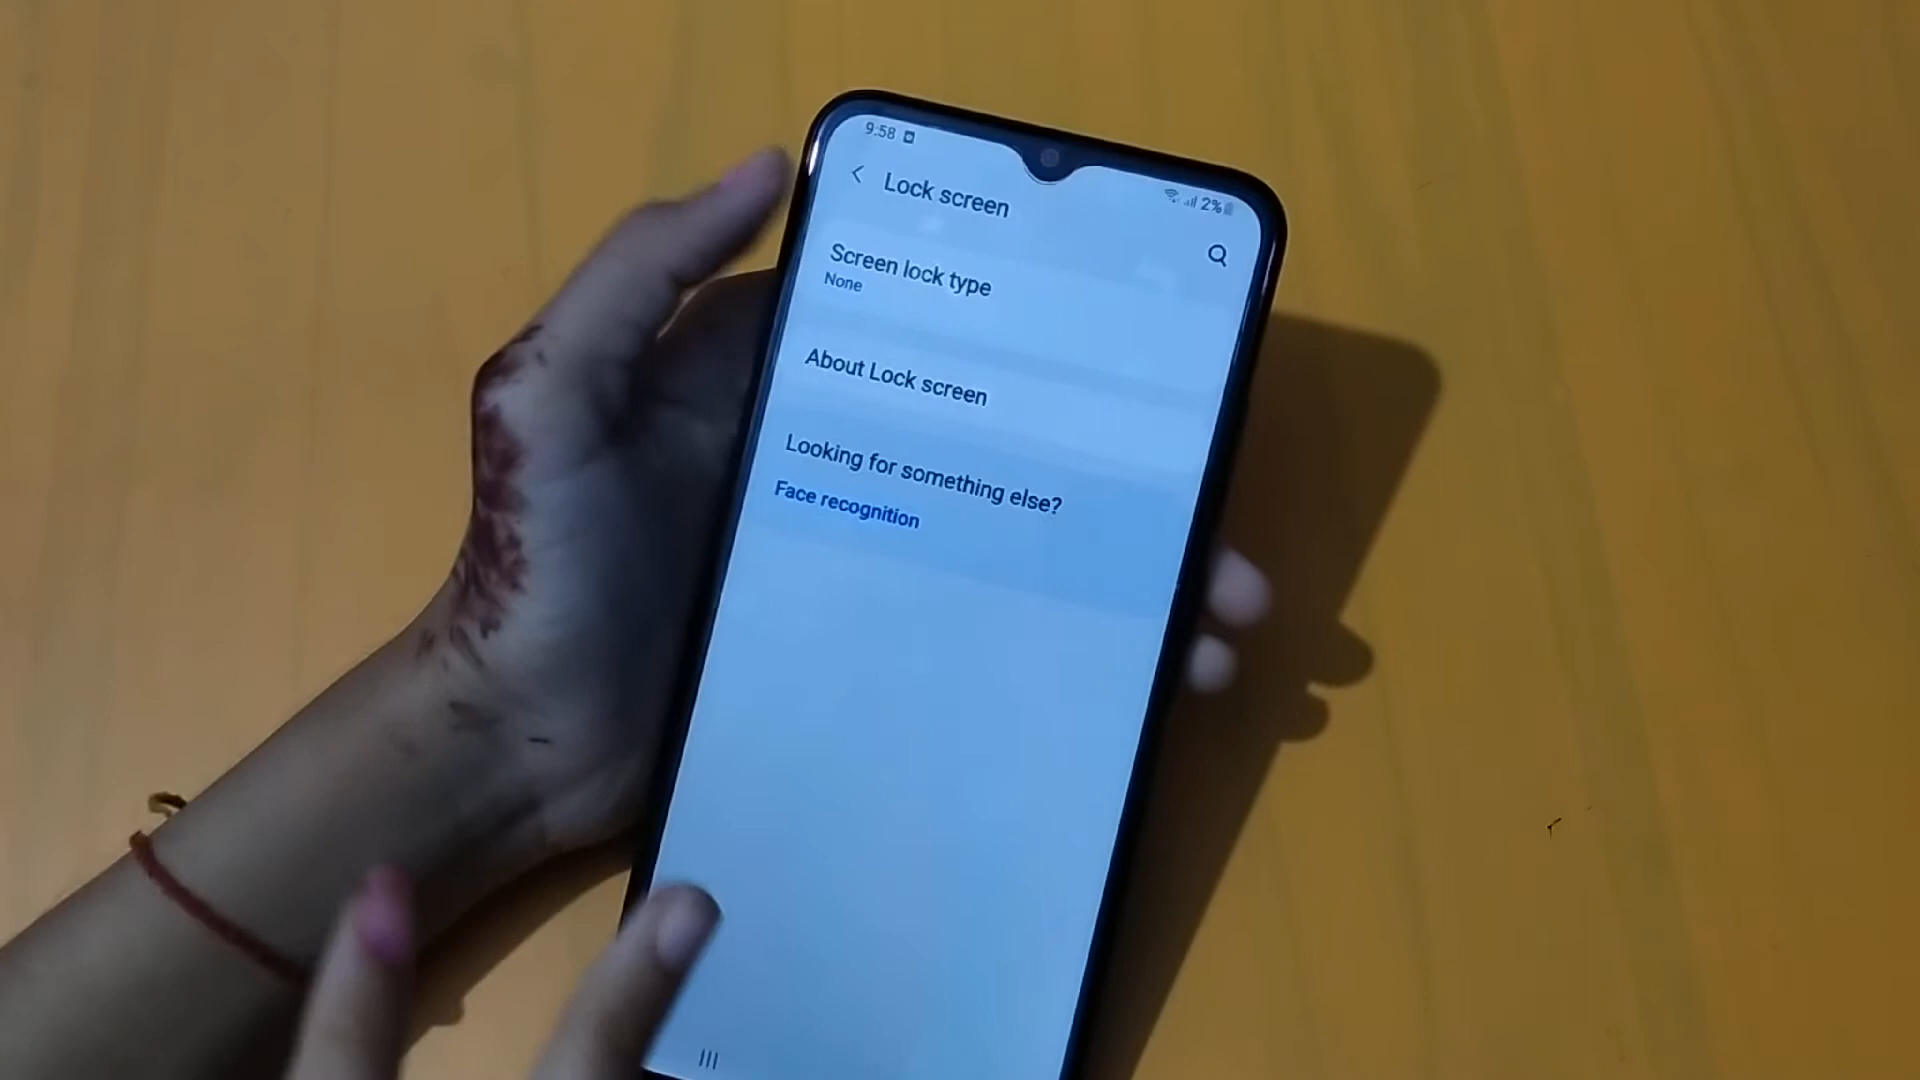 9:58
2%
Lock screen
Screen lock type
None
About Lock screen
Looking for something else?
Face recognition